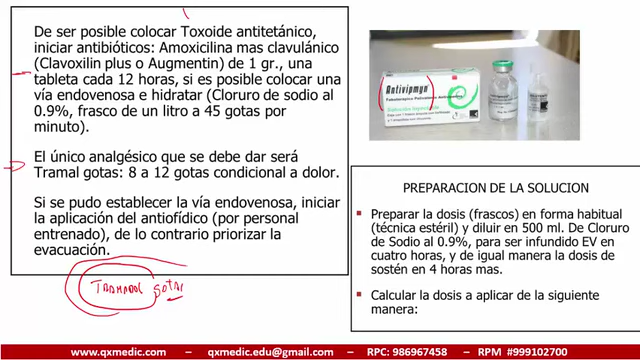 De ser posible colocar Toxoide antitetánico,
iniciar antibióticos: Amoxicilina mas clavulánico
(Clavoxilin plus o Augmentin) de 1 gr., una
tableta cada 12 horas, si es posible colocar una
vía endovenosa e hidratar (Cloruro de sodio al
0.9%, frasco de un litro a 45 gotas por
minuto).
El único analgésico que se debe dar será
Tramal gotas: 8 a 12 gotas condicional a dolor.
Si se pudo establecer la vía endovenosa, iniciar
la aplicación del antiofídico (por personal
entrenado), de lo contrario priorizar la
evacuación.
TRAMADOL GOTAS
Antivipmyn
PREPARACION DE LA SOLUCIÓN
Preparar la dosis (frascos) en forma habitual
(técnica estéril) y diluir en 500 ml. De Cloruro
de Sodio al 0.9%, para ser infundido EV en
cuatro horas, y de igual manera la dosis de
sostén en 4 horas mas.
Calcular la dosis a aplicar de la siguiente
manera:
www.qxmedic.com – qxmedic.edu@gmail.com – RPC: 986967458 – RPM #999102700